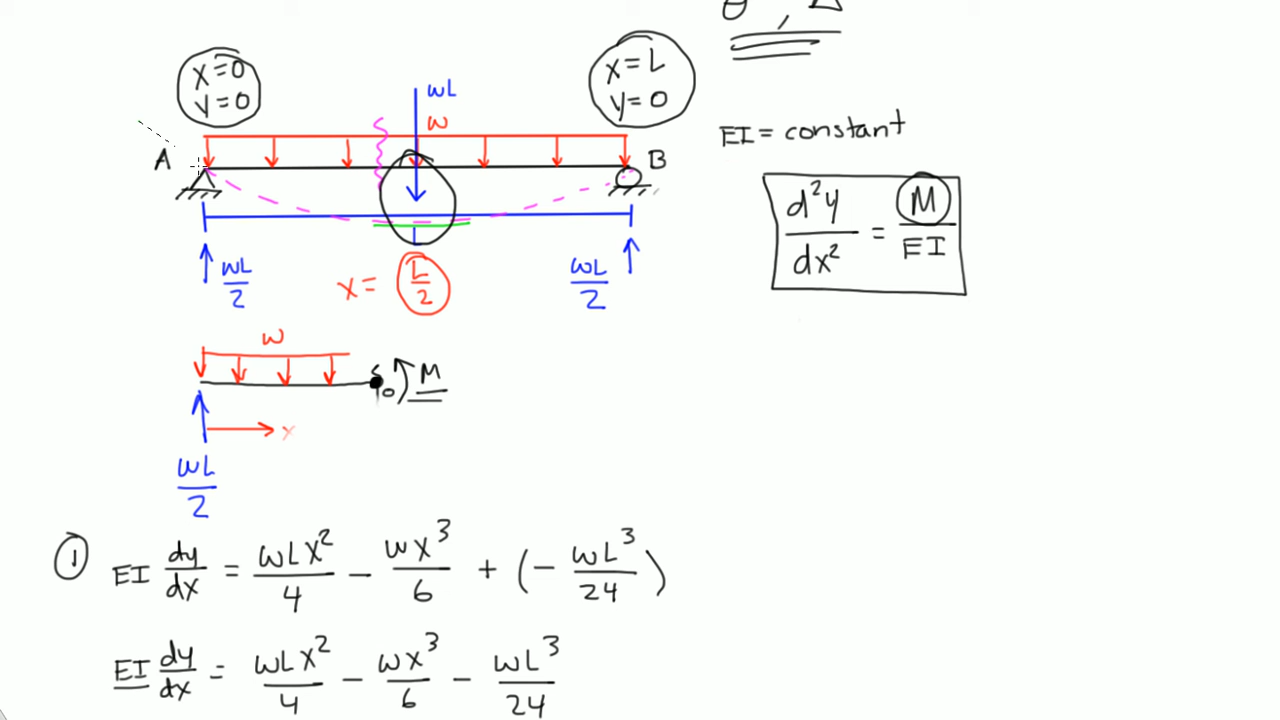 θ , Δ
x=0
y=0
x=L
y=0
wL
w
EI = constant
A
B
d²y/dx² = M/EI
wL/2
x = L/2
wL/2
w
o
M
x
wL/2
① EI dy/dx = wLx²/4 - wx³/6 + (- wL³/24)
EI dy/dx = wLx²/4 - wx³/6 - wL³/24